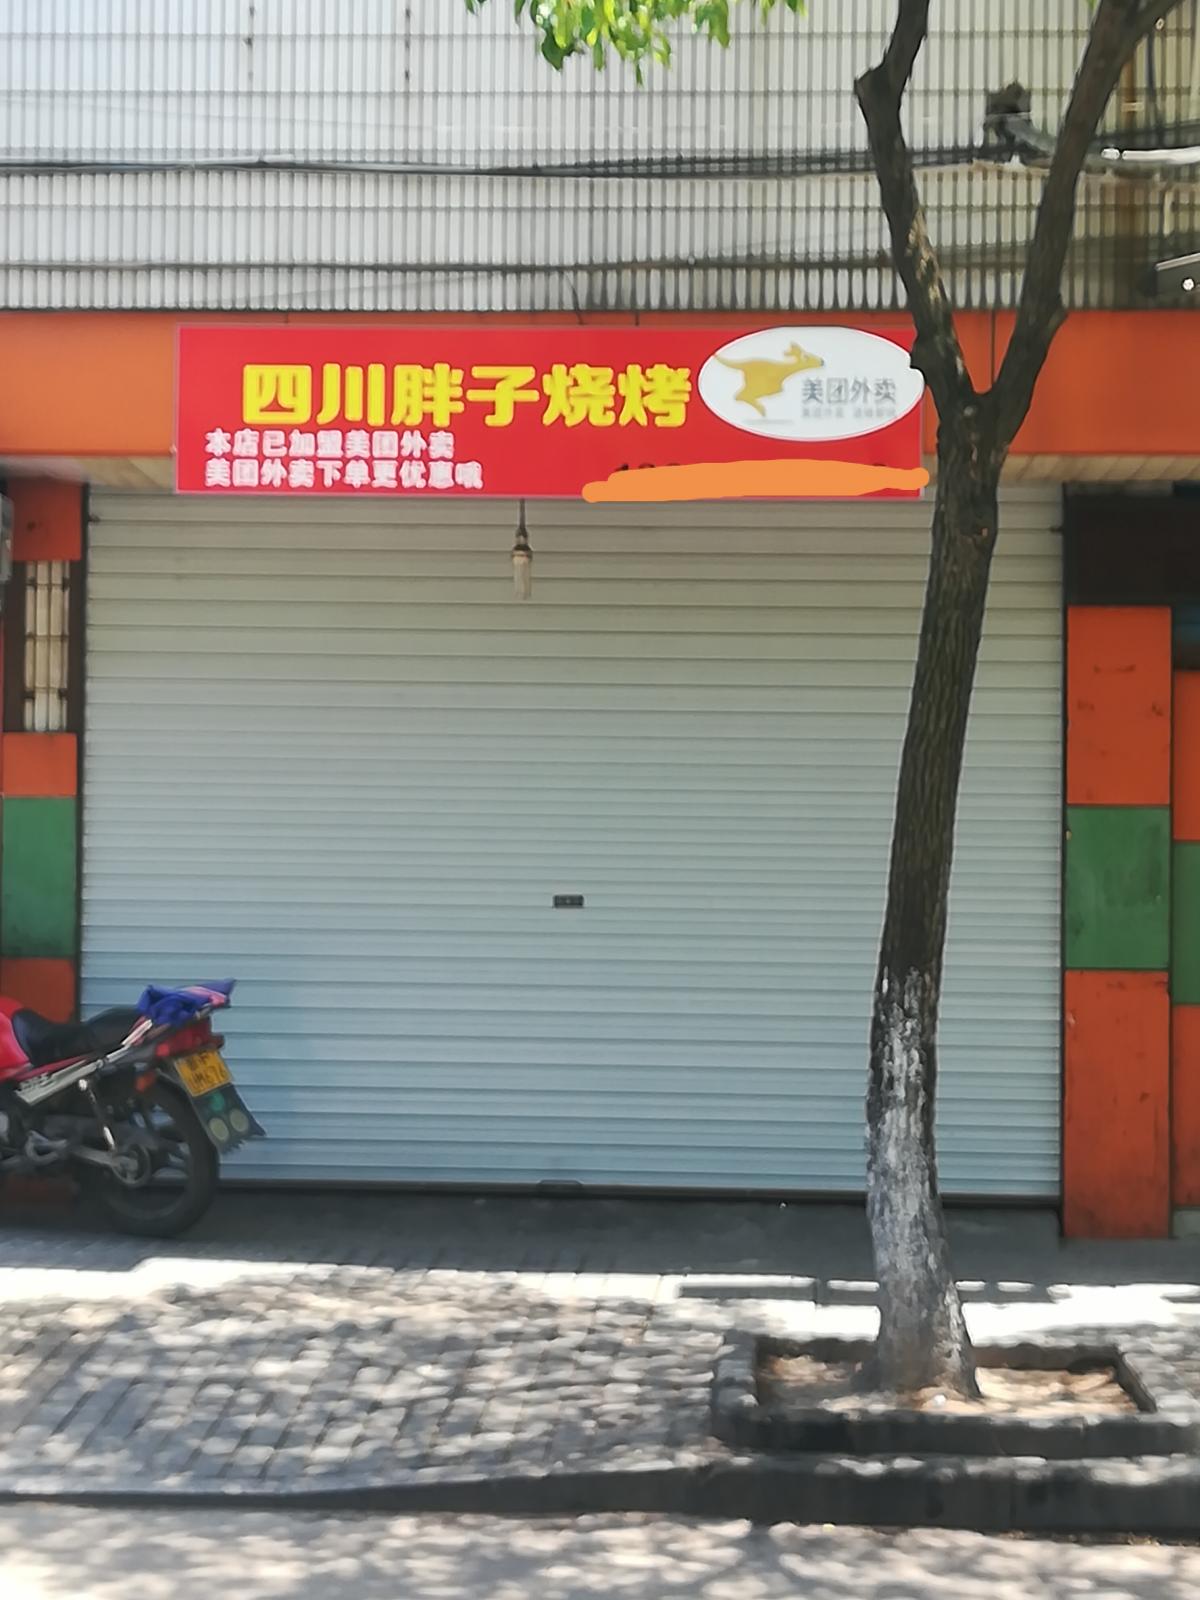 四川胖子烧烤
美团外卖
本店已加盟美团外卖
美团外卖下单更优惠哦